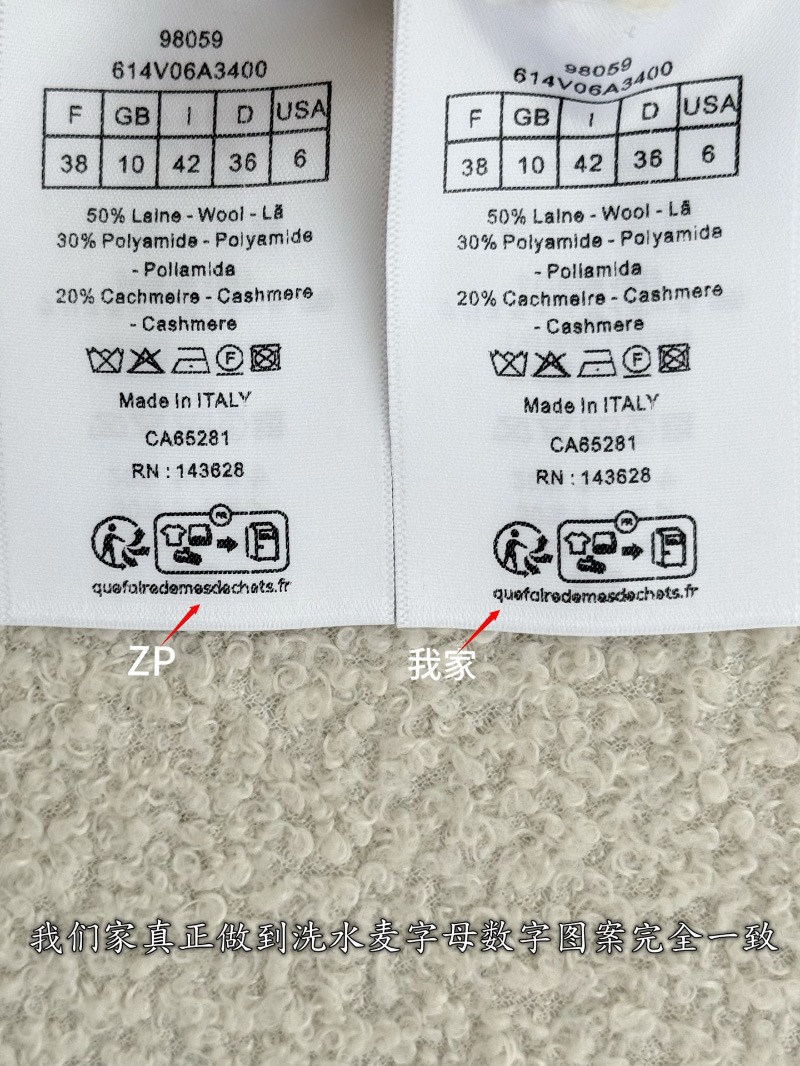 98059
614V06A3400
F GB I D USA
38 10 42 36 6
50% Laine - Wool - Lã
30% Polyamide - Polyamide
- Poliamida
20% Cachmeire - Cashmere
- Cashmere
F
Made in ITALY
CA65281
RN : 143628
FR
quefairedemesdechets.fr
ZP
98059
614V06A3400
F GB I D USA
38 10 42 36 6
50% Laine - Wool - Lã
30% Polyamide - Polyamide
- Poliamida
20% Cachmeire - Cashmere
- Cashmere
F
Made in ITALY
CA65281
RN : 143628
FR
quefairedemesdechets.fr
我家
我们家真正做到洗水麦字母数字图案完全一致